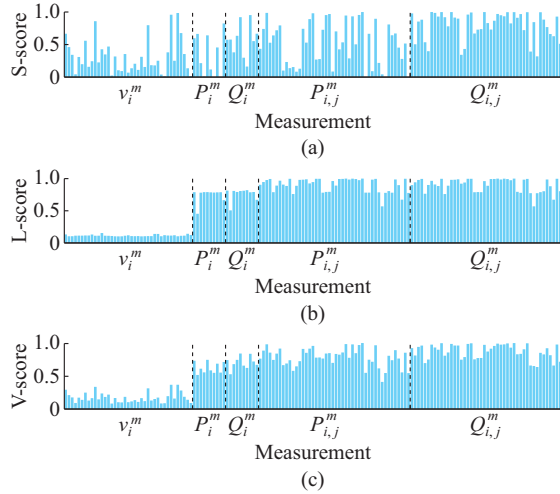 1.0
S-score
0.5
0
v_i^m P_i^m Q_i^m P_{i,j}^m Q_{i,j}^m
Measurement
(a)
1.0
L-score
0.5
0
v_i^m P_i^m Q_i^m P_{i,j}^m Q_{i,j}^m
Measurement
(b)
1.0
V-score
0.5
0
v_i^m P_i^m Q_i^m P_{i,j}^m Q_{i,j}^m
Measurement
(c)